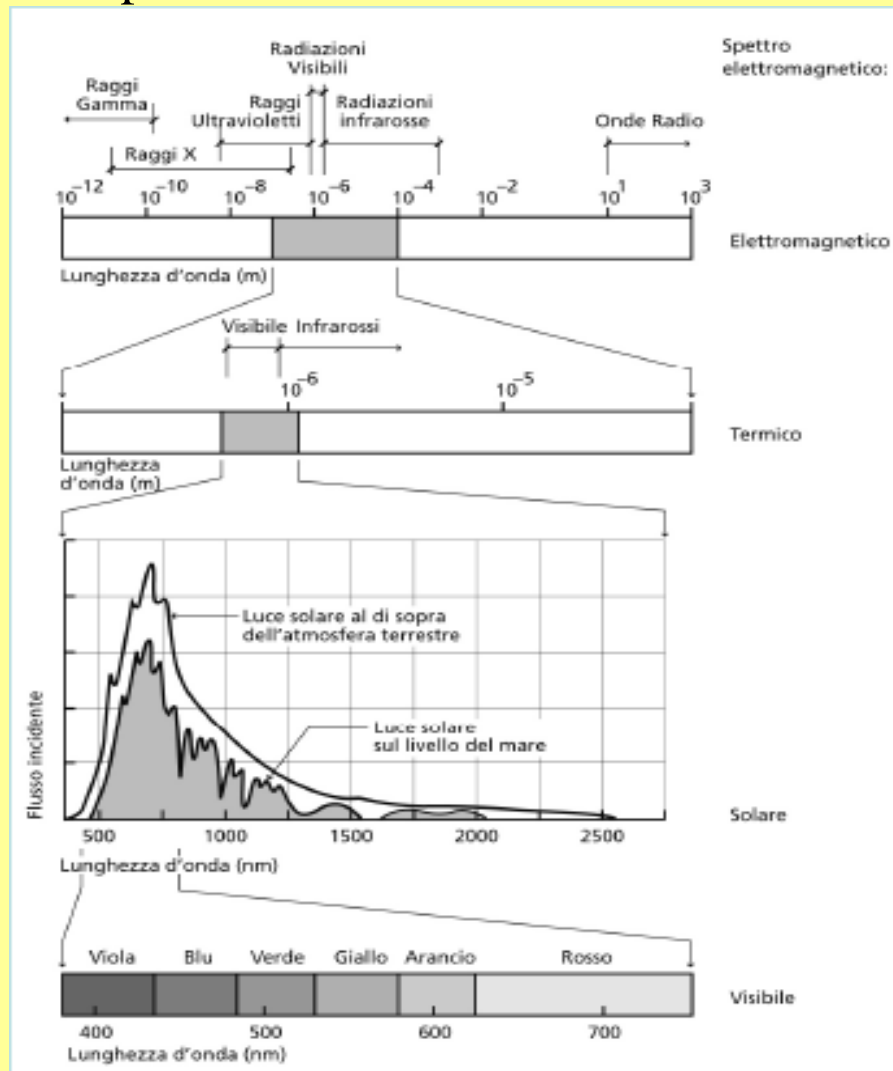 Radiazioni
Visibili
Spettro
elettromagnetico:
Raggi
Gamma
Raggi
Ultravioletti
Radiazioni
infrarosse
Onde Radio
Raggi X
10⁻¹² 10⁻¹⁰ 10⁻⁸ 10⁻⁶ 10⁻⁴ 10⁻² 10¹ 10³
Elettromagnetico
Lunghezza d'onda (m)
Visibile Infrarossi
10⁻⁶ 10⁻⁵
Termico
Lunghezza
d'onda (m)
Luce solare al di sopra
dell'atmosfera terrestre
Luce solare
sul livello del mare
Flusso incidente
Solare
500 1000 1500 2000 2500
Lunghezza d'onda (nm)
Viola Blu Verde Giallo Arancio Rosso
Visibile
400 500 600 700
Lunghezza d'onda (nm)